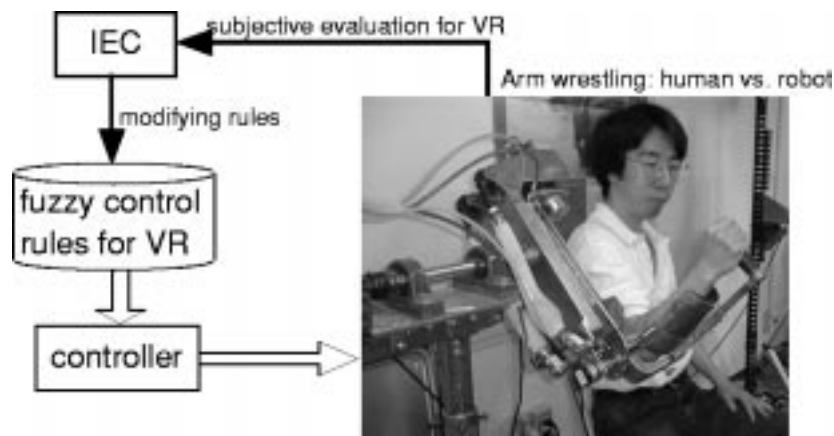 IEC
subjective evaluation for VR
Arm wrestling: human vs. robot
modifying rules
fuzzy control
rules for VR
controller